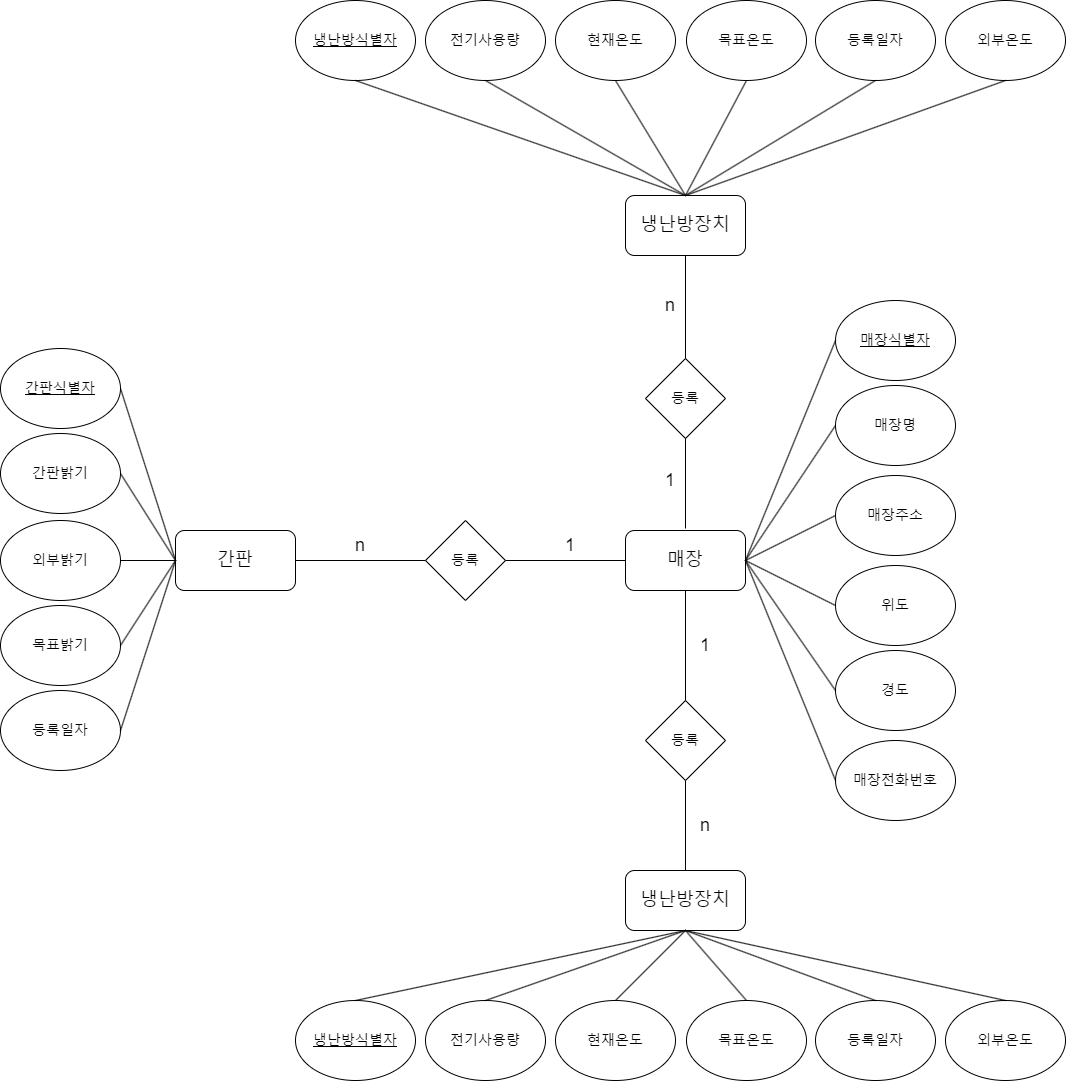 냉난방식별자
전기사용량
현재온도
목표온도
등록일자
외부온도
냉난방장치
n
등록
1
매장식별자
매장명
매장주소
위도
경도
매장전화번호
간판식별자
간판밝기
외부밝기
목표밝기
등록일자
간판
n
등록
1
매장
1
등록
n
냉난방장치
냉난방식별자
전기사용량
현재온도
목표온도
등록일자
외부온도